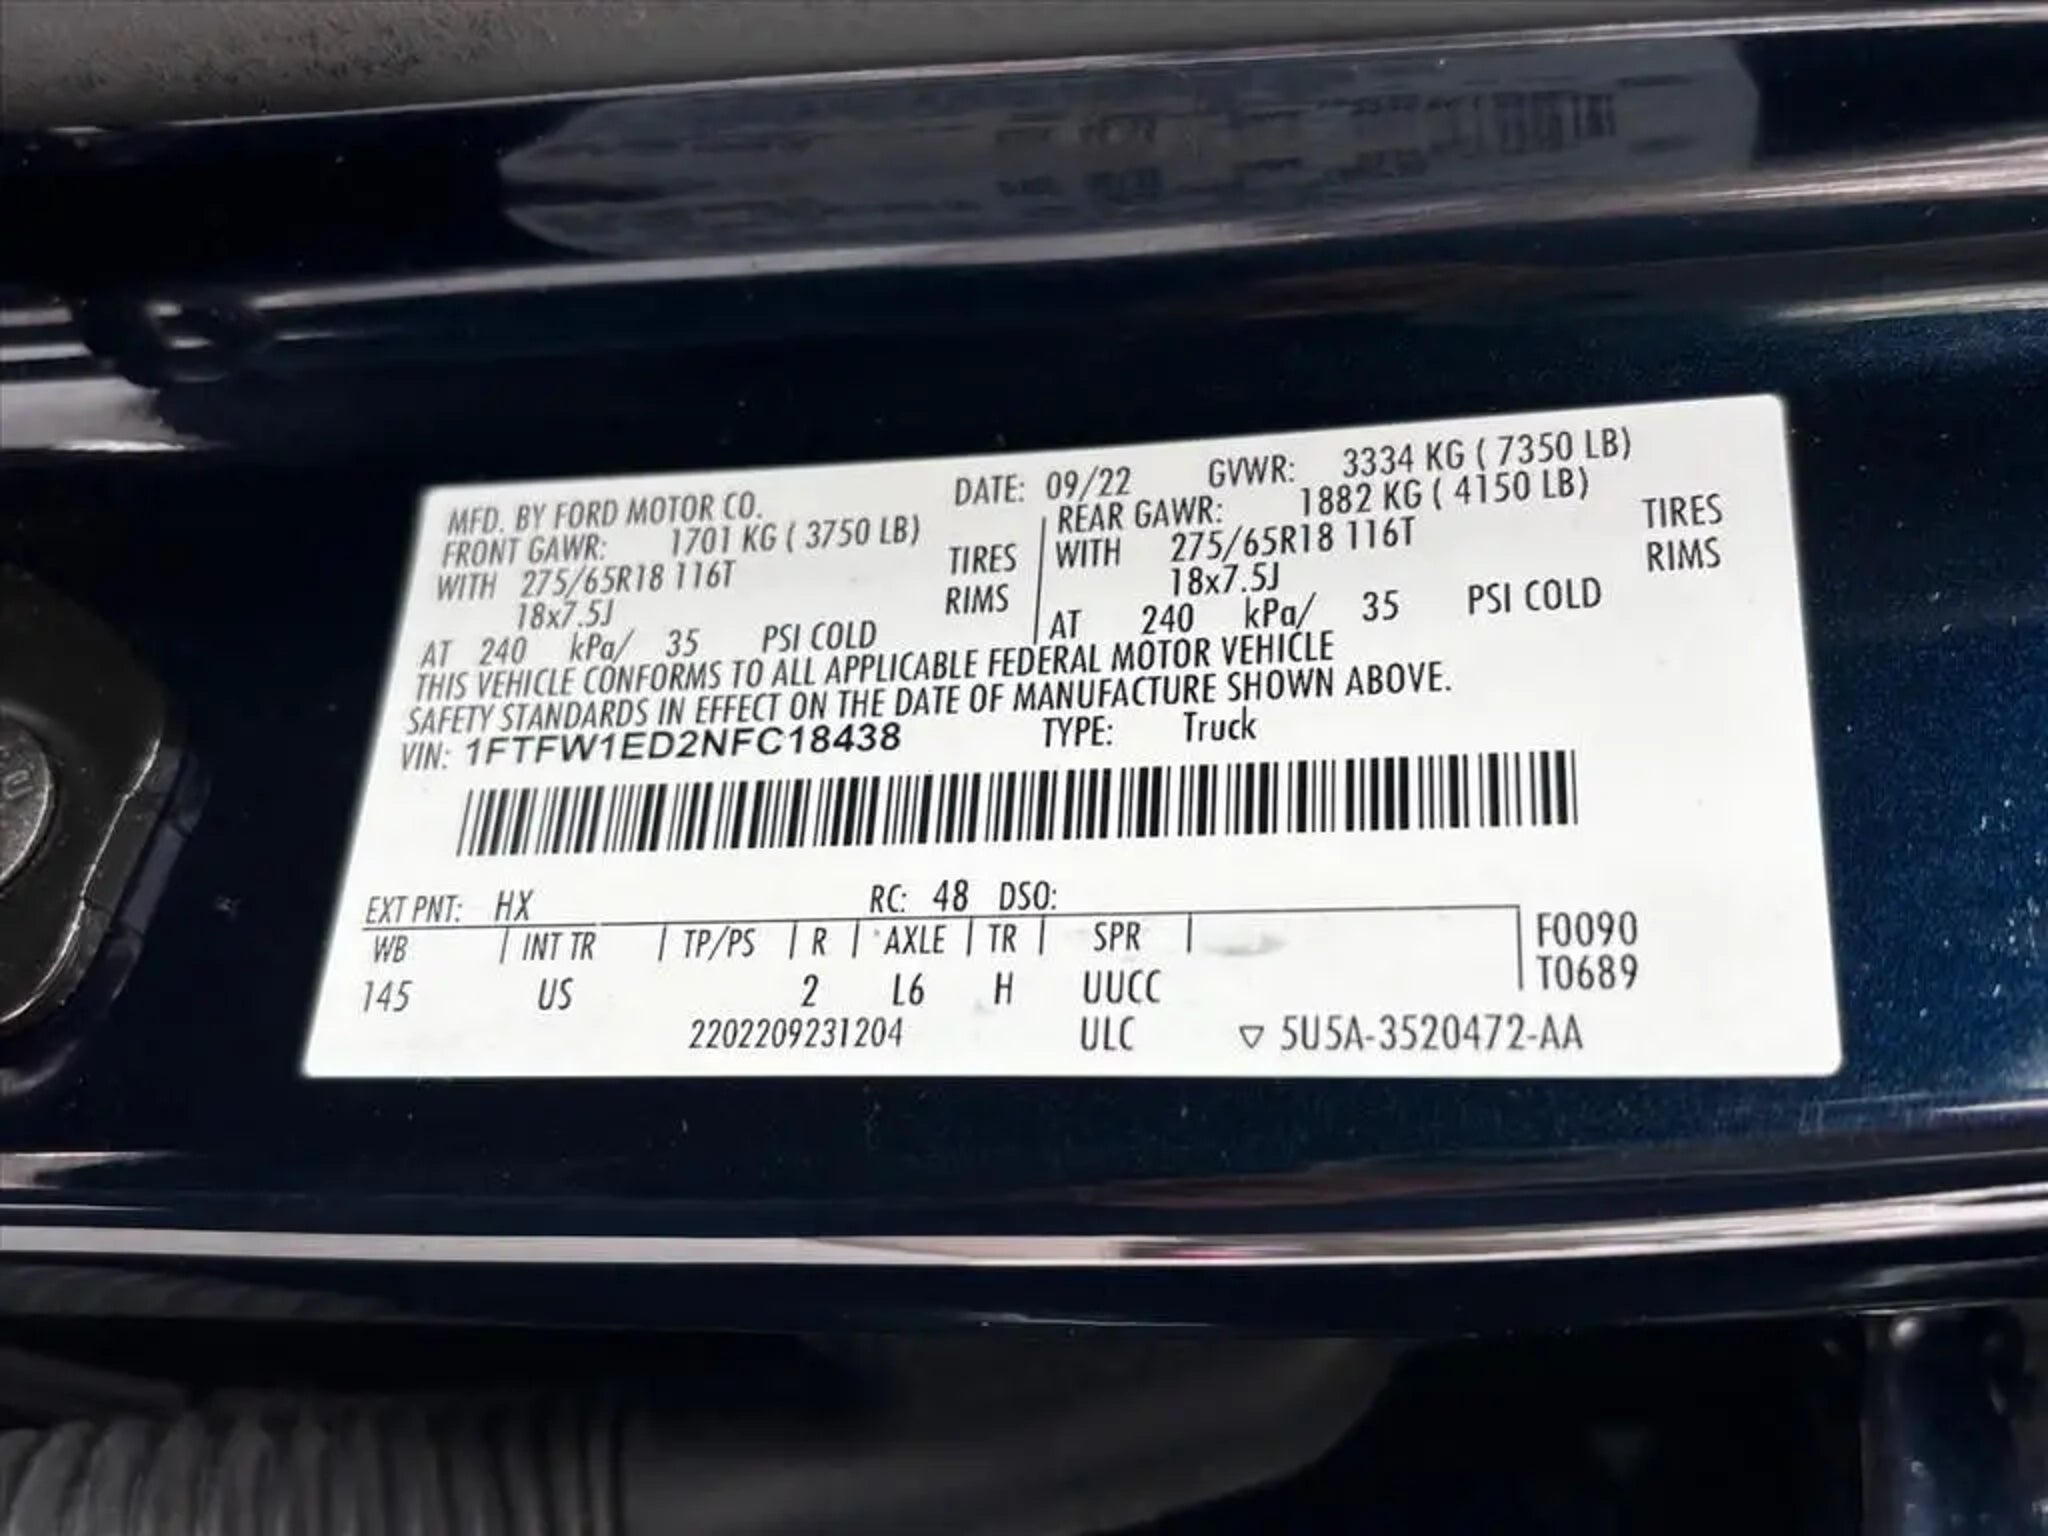 MFD. BY FORD MOTOR CO. DATE: 09/22 GVWR: 3334 KG ( 7350 LB)
FRONT GAWR: 1701 KG ( 3750 LB) REAR GAWR: 1882 KG ( 4150 LB)
WITH 275/65R18 116T TIRES WITH 275/65R18 116T TIRES
18x7.5J RIMS 18x7.5J RIMS
AT 240 kPa/ 35 PSI COLD AT 240 kPa/ 35 PSI COLD
THIS VEHICLE CONFORMS TO ALL APPLICABLE FEDERAL MOTOR VEHICLE
SAFETY STANDARDS IN EFFECT ON THE DATE OF MANUFACTURE SHOWN ABOVE.
VIN: 1FTFW1ED2NFC18438 TYPE: Truck
EXT PNT: HX RC: 48 DSO:
WB | INT TR | TP/PS | R | AXLE | TR | SPR | F0090
145 US 2 L6 H UUCC T0689
2202209231204 ULC ▽ 5U5A-3520472-AA